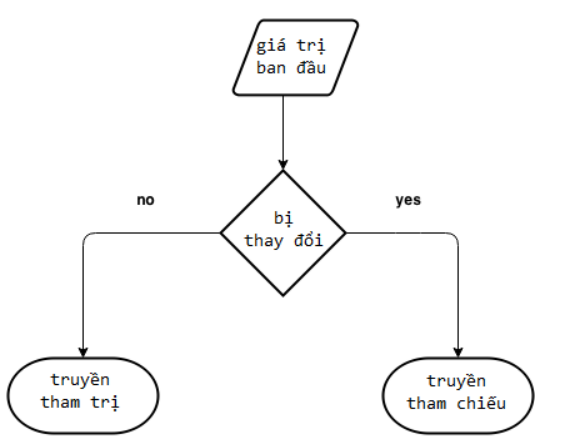 giá trị
ban đầu
no
yes
bị
thay đổi
truyền
tham trị
truyền
tham chiếu